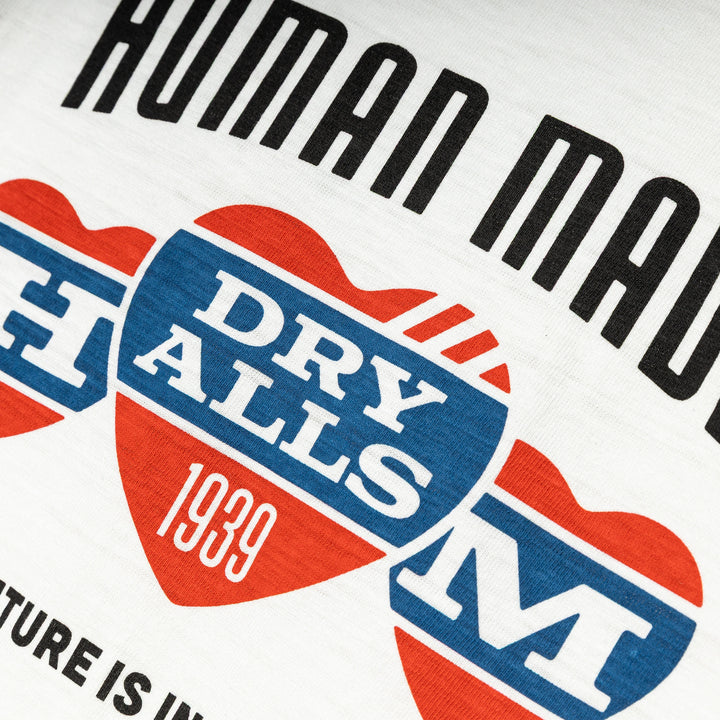 HUMAN MAD
H
DRY
ALLS
1939
M
TURE IS IN